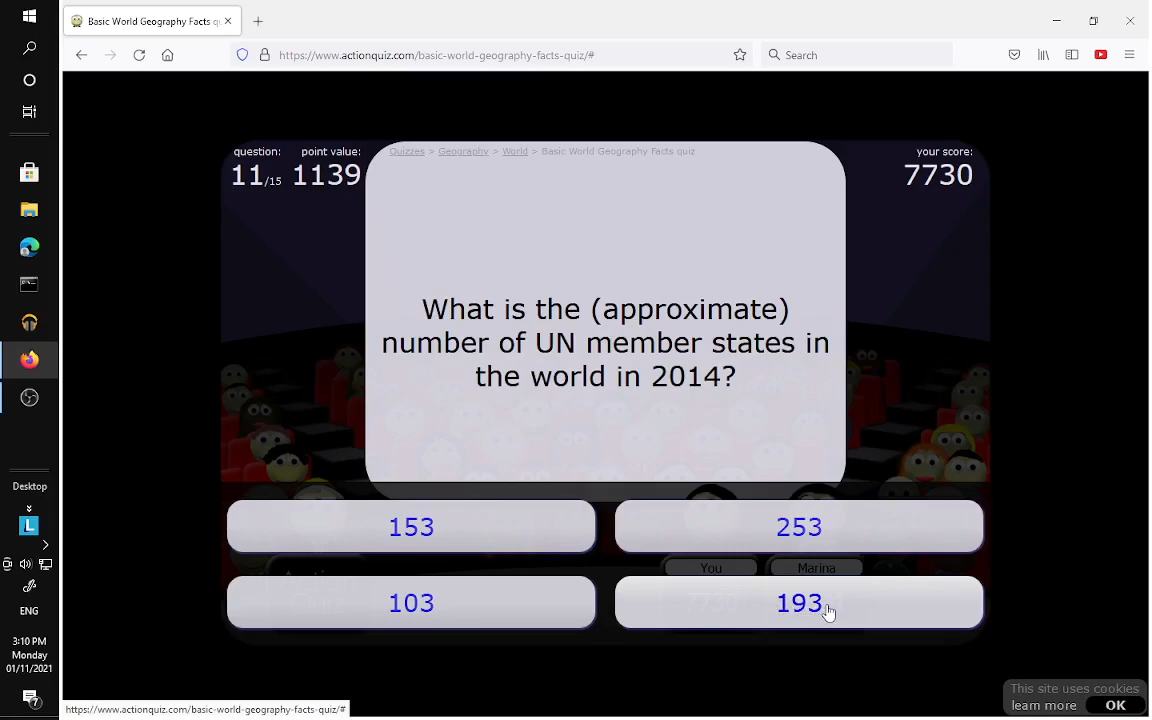 Basic World Geography Facts qu
https://www.actionquiz.com/basic-world-geography-facts-quiz/#
Search
question:
point value:
11/15
1139
Quizzes > Geography > World > Basic World Geography Facts quiz
your score:
7730
What is the (approximate)
number of UN member states in
the world in 2014?
153
253
103
193
You
Marina
Desktop
L
ENG
3:10 PM
Monday
01/11/2021
7
This site uses cookies
learn more
OK
https://www.actionquiz.com/basic-world-geography-facts-quiz/#